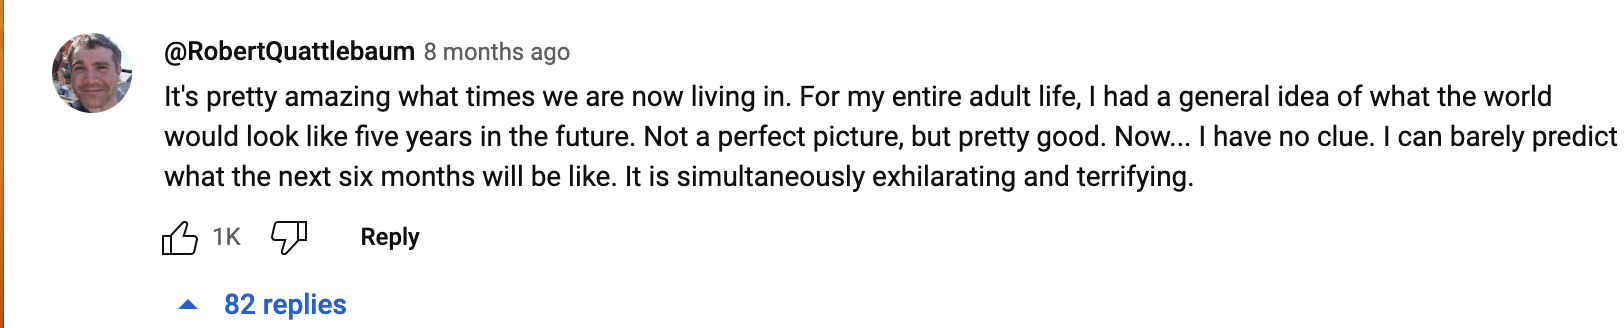 @RobertQuattlebaum 8 months ago
It's pretty amazing what times we are now living in. For my entire adult life, I had a general idea of what the world
would look like five years in the future. Not a perfect picture, but pretty good. Now... I have no clue. I can barely predict
what the next six months will be like. It is simultaneously exhilarating and terrifying.
1K Reply
82 replies